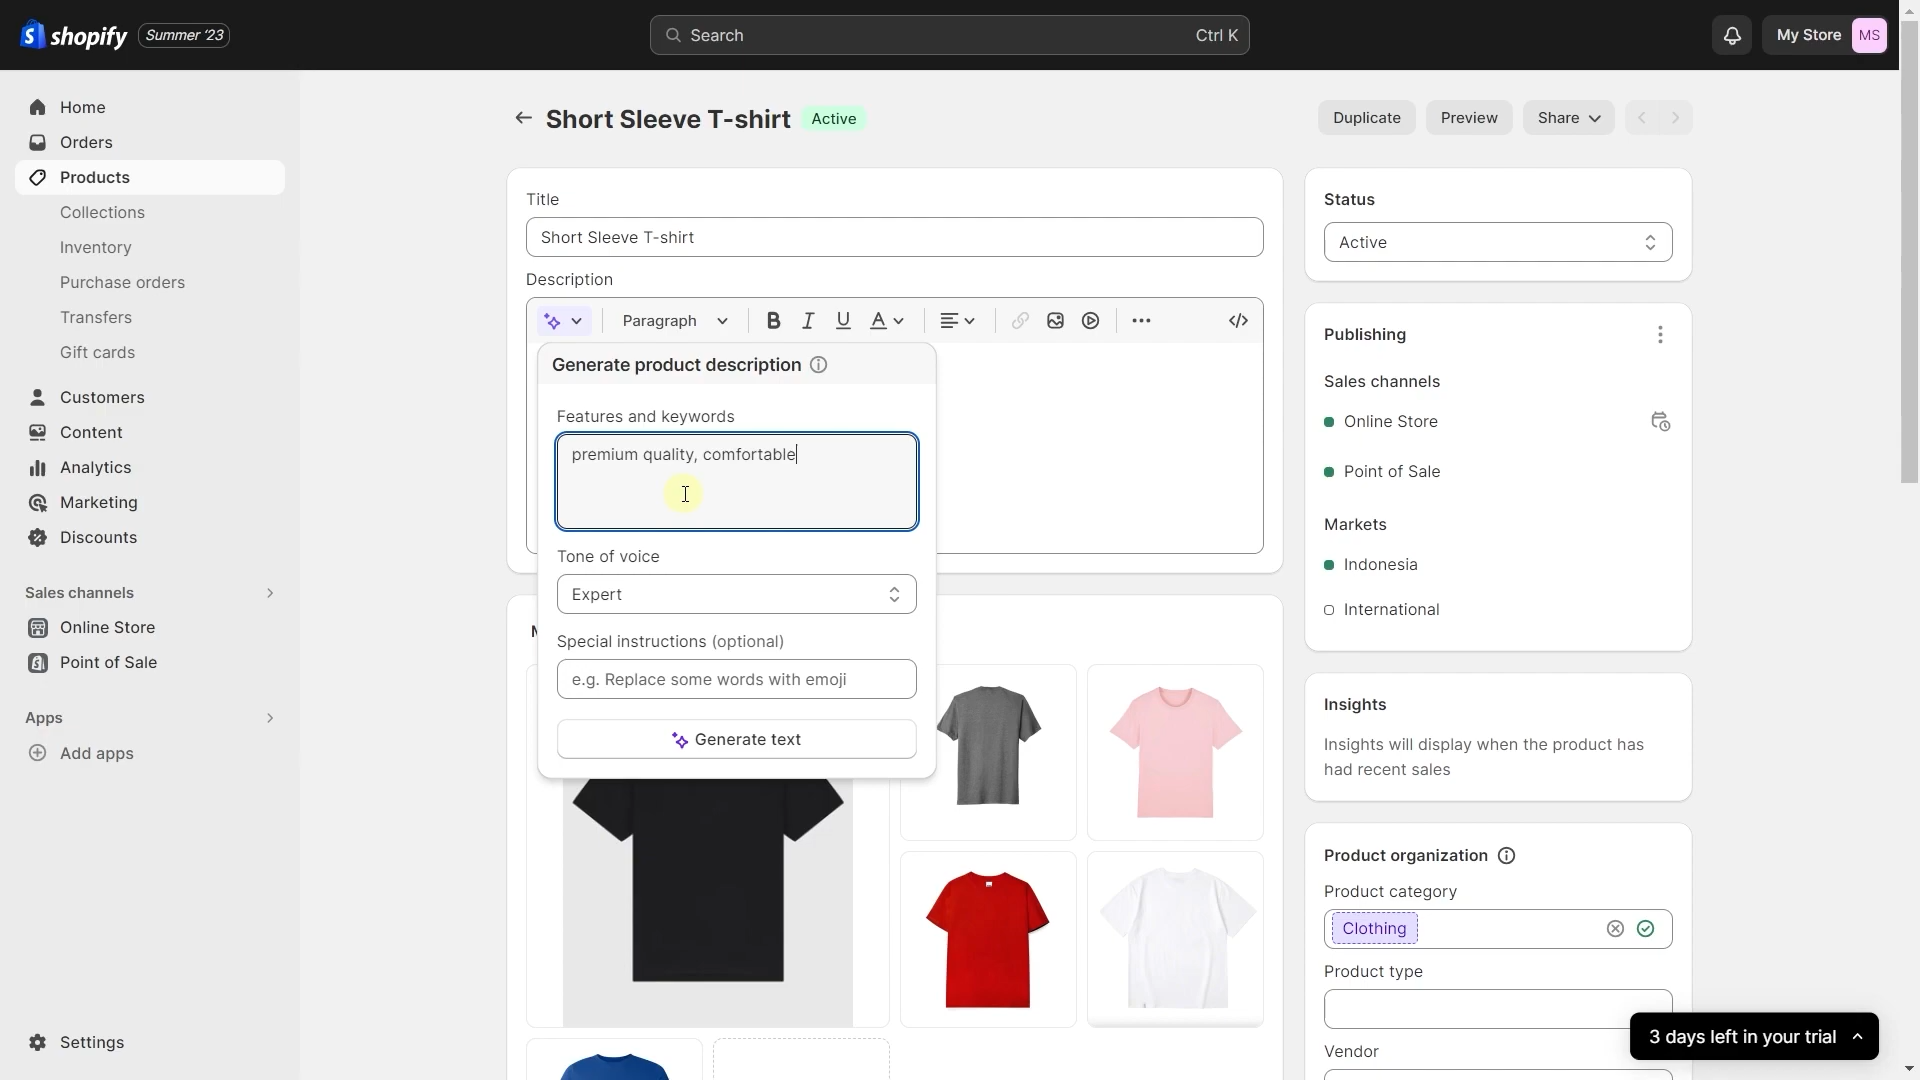 shopify Summer '23
Search Ctrl K
My Store MS
Home
Orders
Products
Collections
Inventory
Purchase orders
Transfers
Gift cards
Customers
Content
Analytics
Marketing
Discounts
Sales channels
Online Store
Point of Sale
Apps
Add apps
Settings
Short Sleeve T-shirt Active
Duplicate Preview Share
Title
Short Sleeve T-shirt
Description
Paragraph B I U A
Generate product description
Features and keywords
premium quality, comfortable
Tone of voice
Expert
Special instructions (optional)
e.g. Replace some words with emoji
Generate text
Status
Active
Publishing
Sales channels
Online Store
Point of Sale
Markets
Indonesia
International
Insights
Insights will display when the product has
had recent sales
Product organization
Product category
Clothing
Product type
Vendor
3 days left in your trial